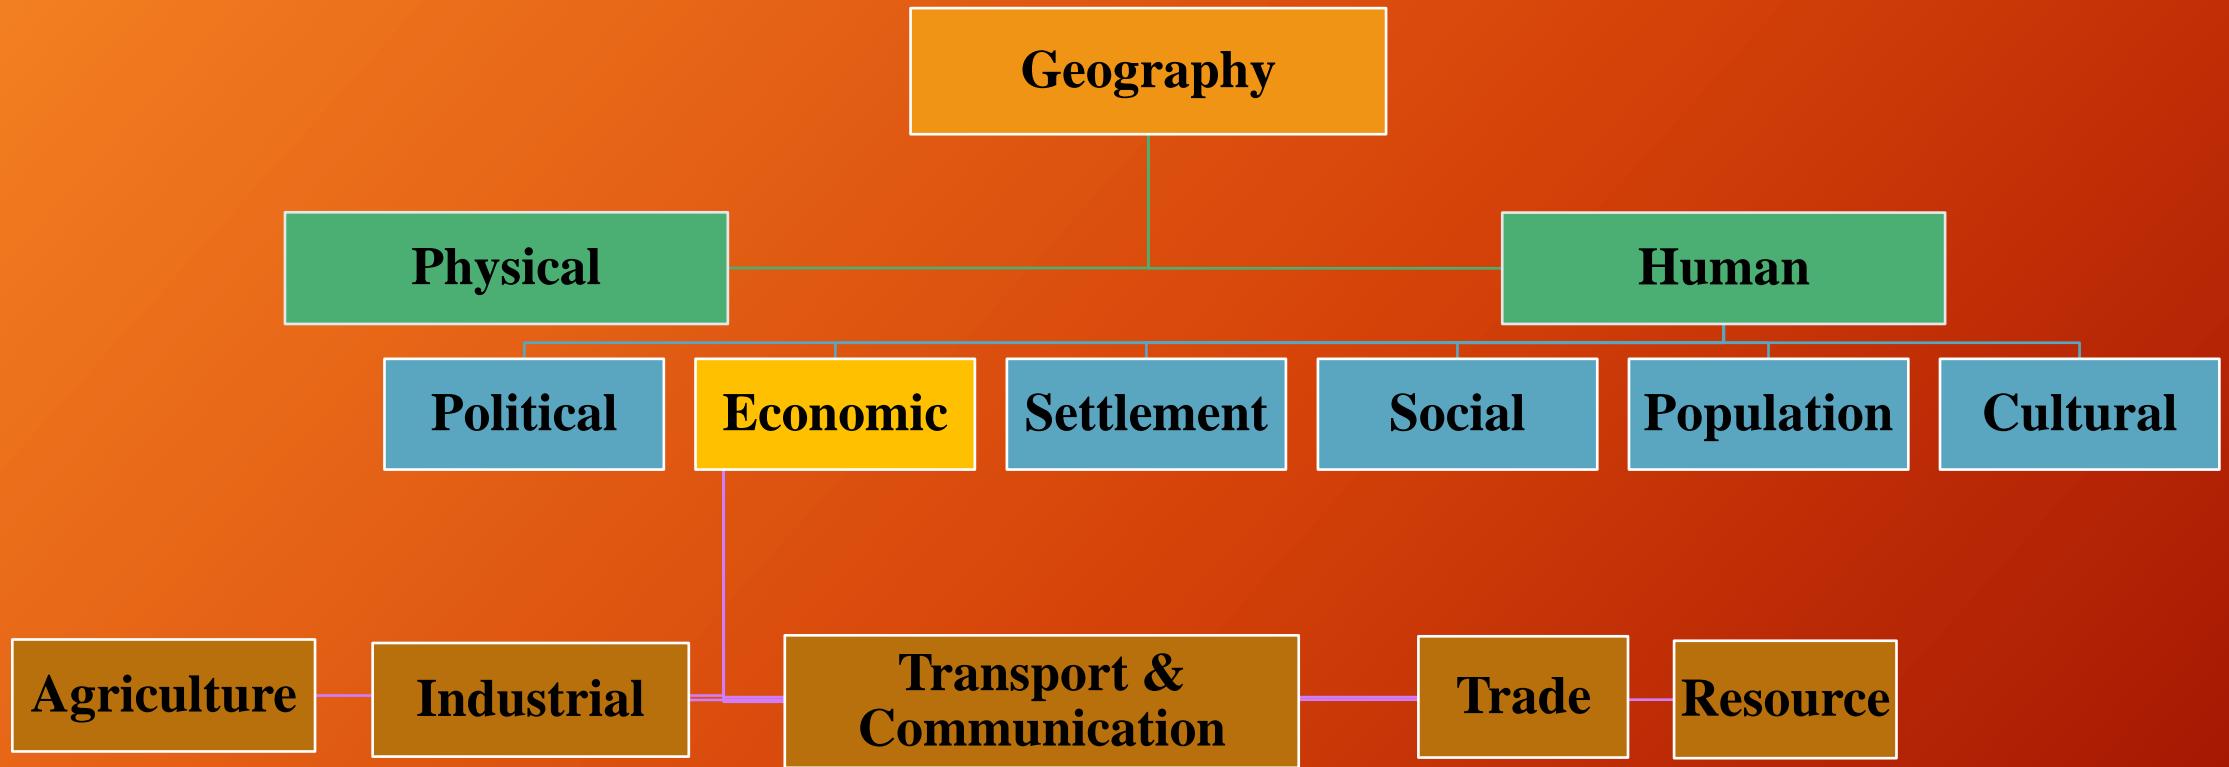 Geography
Physical
Human
Political
Economic
Settlement
Social
Population
Cultural
Agriculture
Industrial
Transport &
Communication
Trade
Resource